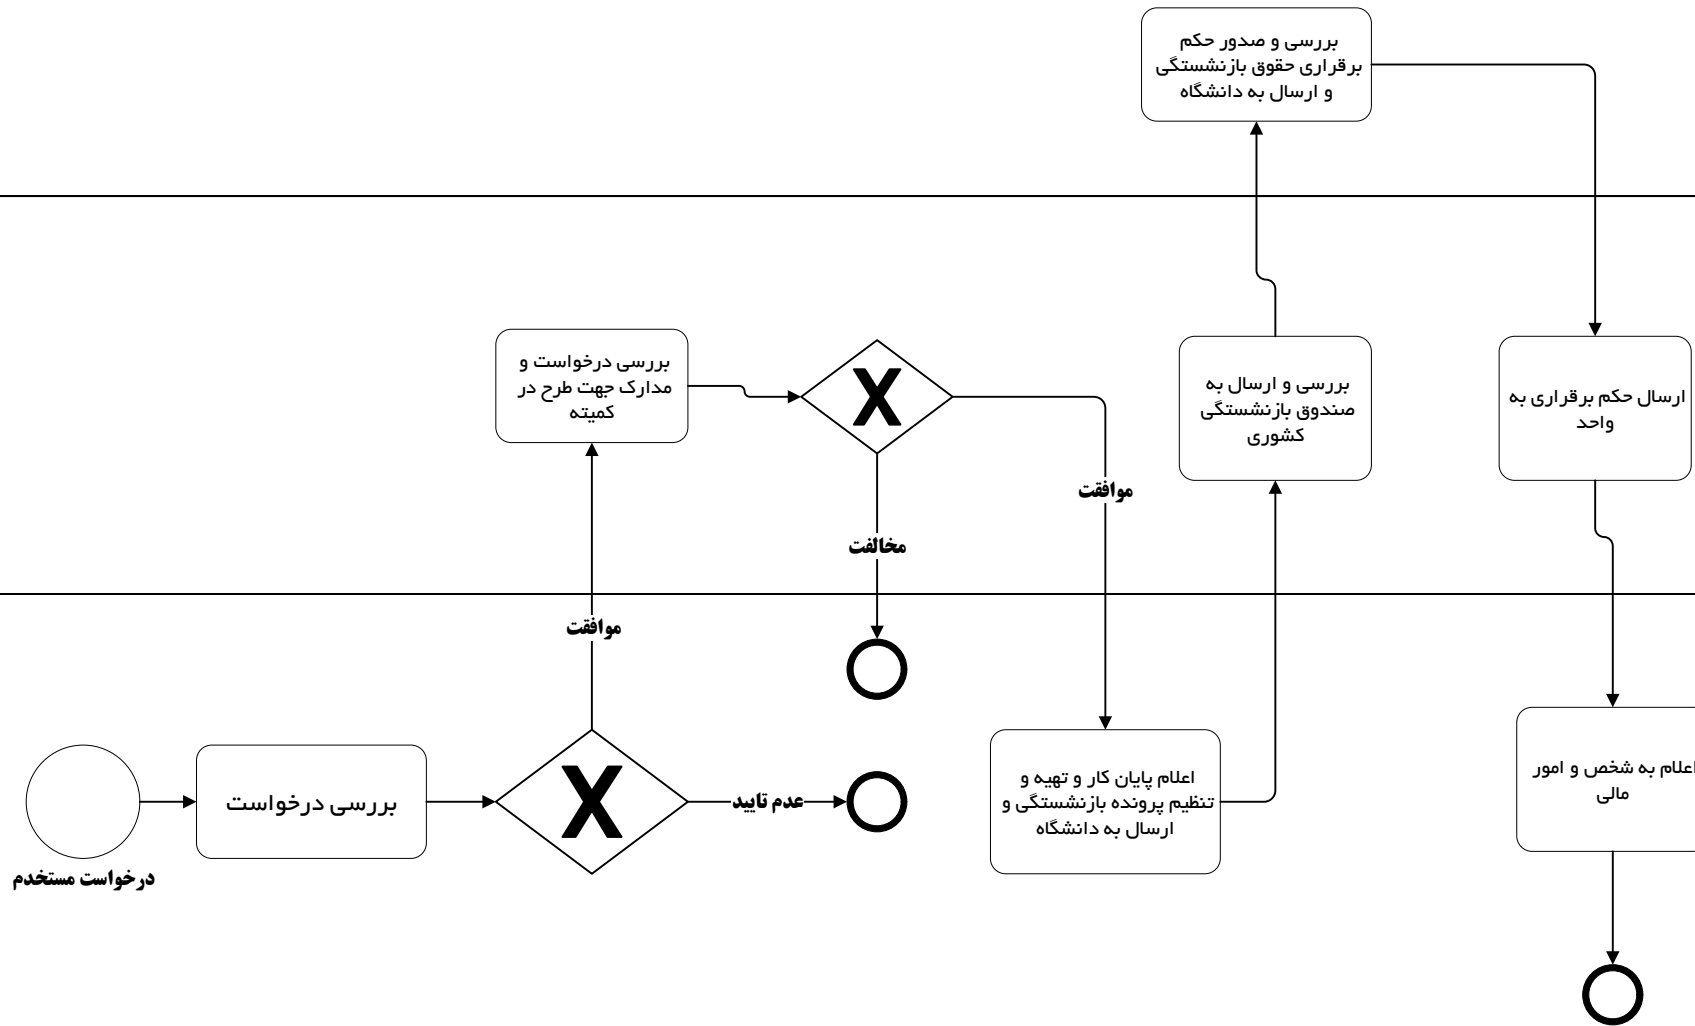 بررسی و صدور حکم
برقراری حقوق بازنشستگی
و ارسال به دانشگاه
بررسی درخواست و
مدارک جهت طرح در
کمیته
X
بررسی و ارسال به
صندوق بازنشستگی
کشوری
ارسال حکم برقراری به
واحد
موافقت
مخالفت
موافقت
درخواست مستخدم
بررسی درخواست
X
عدم تایید
اعلام پایان کار و تهیه و
تنظیم پرونده بازنشستگی و
ارسال به دانشگاه
اعلام به شخص و امور
مالی